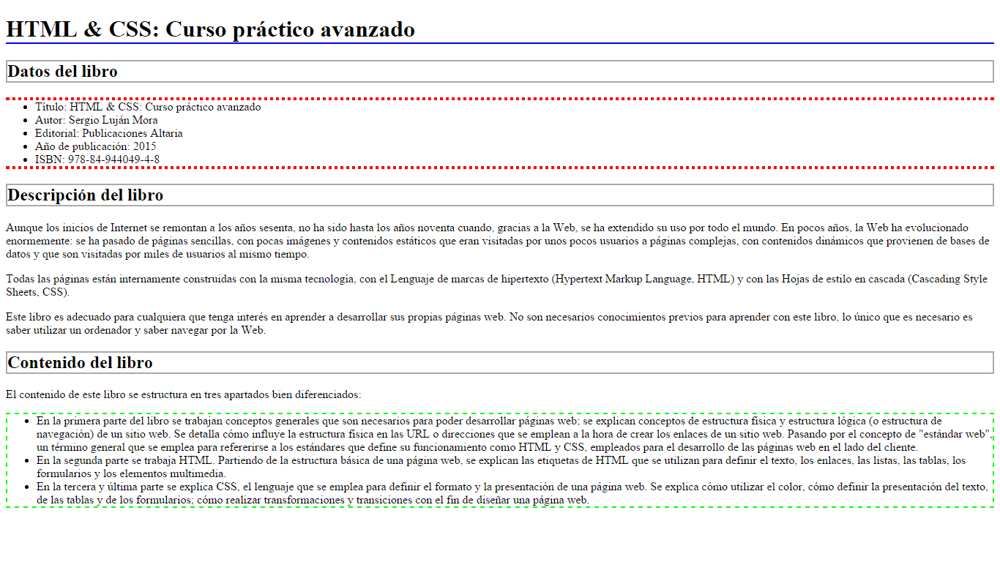 HTML & CSS: Curso práctico avanzado
Datos del libro
Título: HTML & CSS: Curso práctico avanzado
Autor: Sergio Luján Mora
Editorial: Publicaciones Altaria
Año de publicación: 2015
ISBN: 978-84-944049-4-8
Descripción del libro
Aunque los inicios de Internet se remontan a los años sesenta, no ha sido hasta los años noventa cuando, gracias a la Web, se ha extendido su uso por todo el mundo. En pocos años, la Web ha evolucionado
enormemente: se ha pasado de páginas sencillas, con pocas imágenes y contenidos estáticos que eran visitadas por unos pocos usuarios a páginas complejas, con contenidos dinámicos que provienen de bases de
datos y que son visitadas por miles de usuarios al mismo tiempo.
Todas las páginas están internamente construidas con la misma tecnología, con el Lenguaje de marcas de hipertexto (Hypertext Markup Language, HTML) y con las Hojas de estilo en cascada (Cascading Style
Sheets, CSS).
Este libro es adecuado para cualquiera que tenga interés en aprender a desarrollar sus propias páginas web. No son necesarios conocimientos previos para aprender con este libro, lo único que es necesario es
saber utilizar un ordenador y saber navegar por la Web.
Contenido del libro
El contenido de este libro se estructura en tres apartados bien diferenciados:
En la primera parte del libro se trabajan conceptos generales que son necesarios para poder desarrollar páginas web; se explican conceptos de estructura física y estructura lógica (o estructura de
navegación) de un sitio web. Se detalla cómo influye la estructura física en las URL o direcciones que se emplean a la hora de crear los enlaces de un sitio web. Pasando por el concepto de "estándar web",
un término general que se emplea para refererirse a los estándares que define su funcionamiento como HTML y CSS, empleados para el desarrollo de las páginas web en el lado del cliente.
En la segunda parte se trabaja HTML. Partiendo de la estructura básica de una página web, se explican las etiquetas de HTML que se utilizan para definir el texto, los enlaces, las listas, las tablas, los
formularios y los elementos multimedia.
En la tercera y última parte se explica CSS, el lenguaje que se emplea para definir el formato y la presentación de una página web. Se explica cómo utilizar el color, cómo definir la presentación del texto,
de las tablas y de los formularios; cómo realizar transformaciones y transiciones con el fin de diseñar una página web.